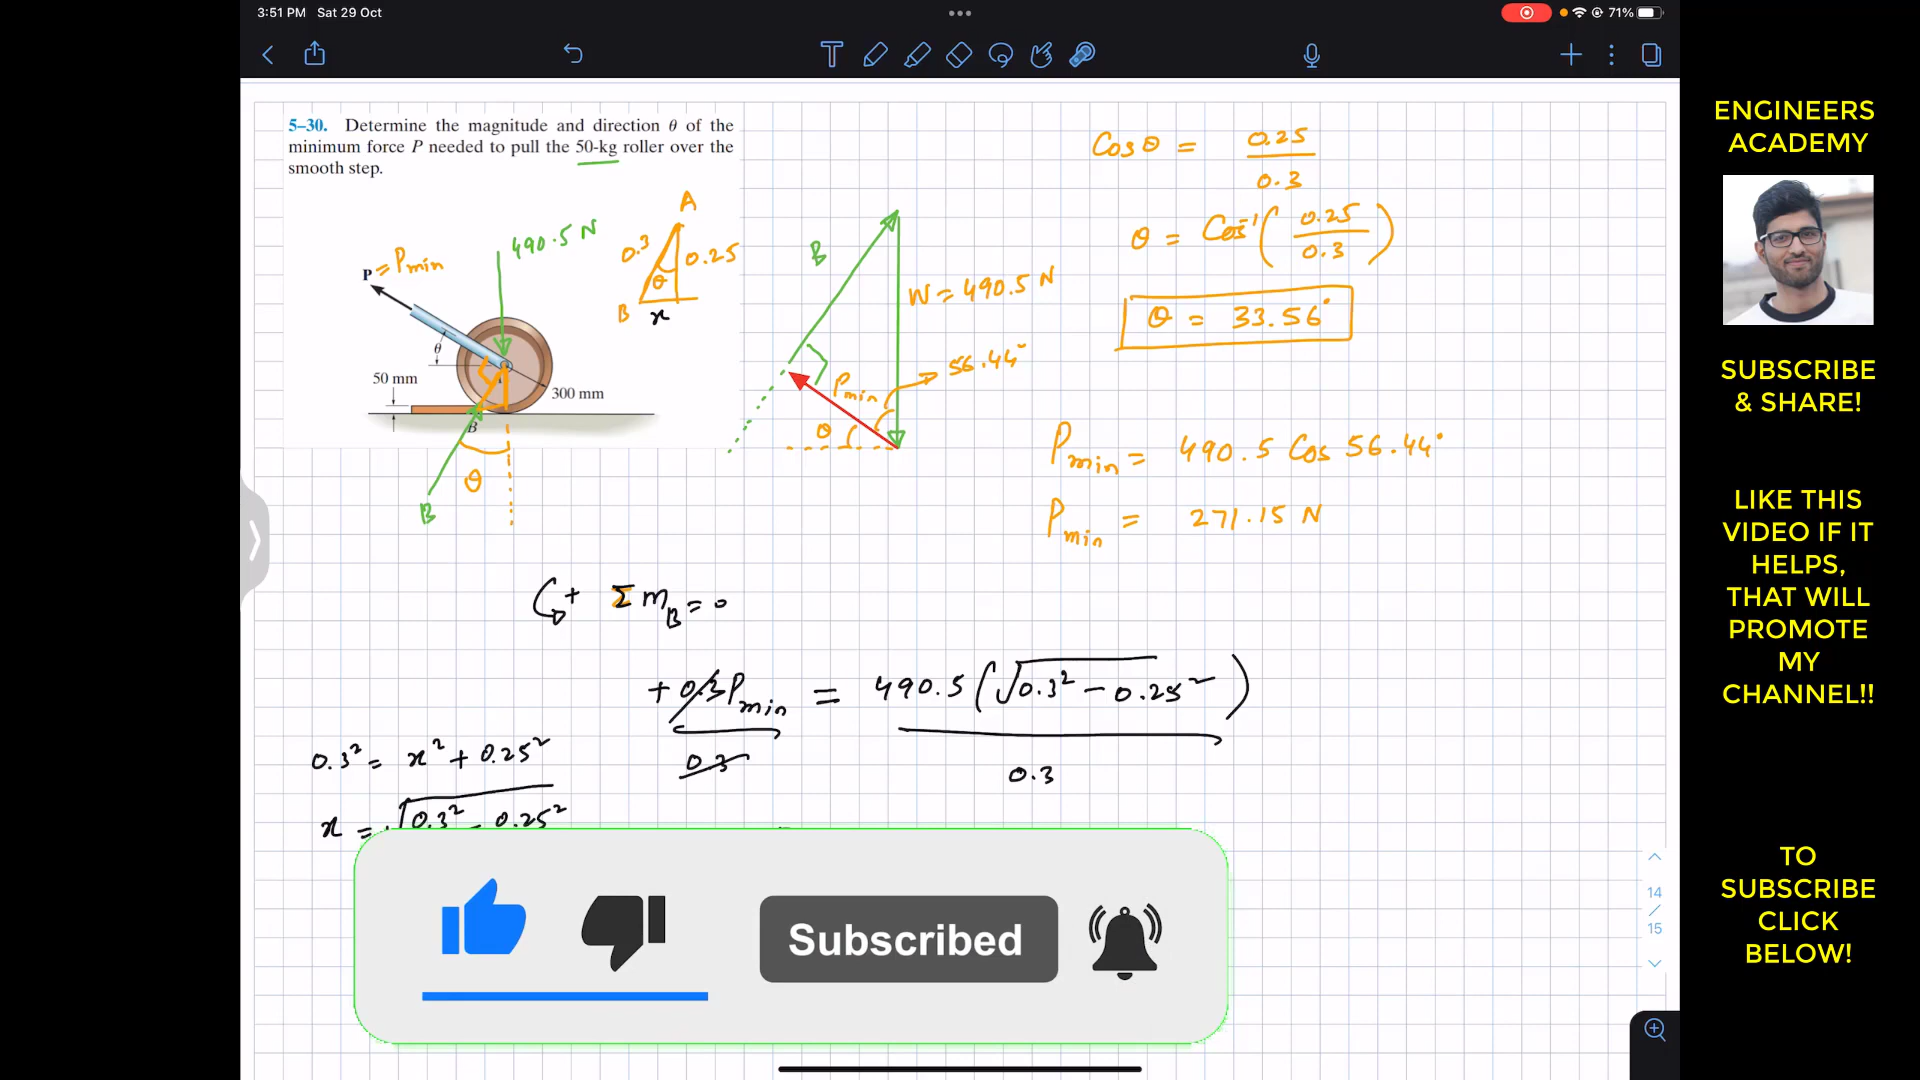 3:51 PM Sat 29 Oct
71%
5–30. Determine the magnitude and direction θ of the
minimum force P needed to pull the 50-kg roller over the
smooth step.
P = Pmin
490.5 N
θ
50 mm
300 mm
B
θ
B
A
0.3
0.25
θ
B
x
B
W = 490.5 N
56.44°
Pmin
θ
Cos θ = 0.25
0.3
θ = Cos⁻¹ ( 0.25
0.3 )
θ = 33.56°
Pmin = 490.5 Cos 56.44°
Pmin = 271.15 N
+ Σ mB = 0
+ 0.3 Pmin = 490.5 ( √0.3² − 0.25² )
0.3
0.3
0.3² = x² + 0.25²
x = √0.3² − 0.25²
Subscribed
14
/
15
ENGINEERS
ACADEMY
SUBSCRIBE
& SHARE!
LIKE THIS
VIDEO IF IT
HELPS,
THAT WILL
PROMOTE
MY
CHANNEL!!
TO
SUBSCRIBE
CLICK
BELOW!